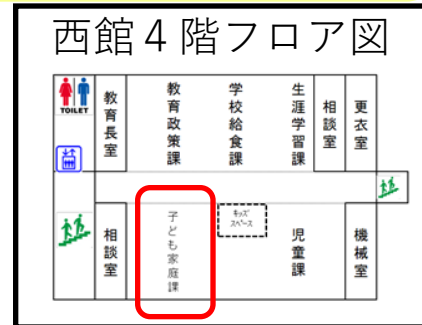 西館４階フロア図
TOILET
教育長室
教育政策課
学校給食課
生涯学習課
相談室
更衣室
相談室
子ども家庭課
キッズ
スペース
児童課
機械室